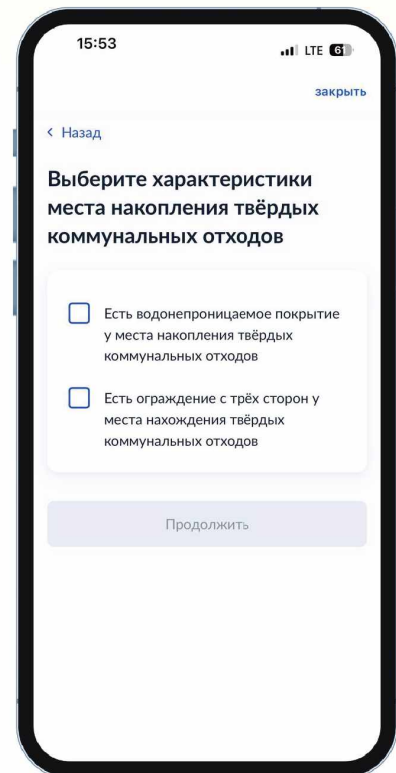 15:53
LTE 61
закрыть
< Назад
Выберите характеристики
места накопления твёрдых
коммунальных отходов
Есть водонепроницаемое покрытие
у места накопления твёрдых
коммунальных отходов
Есть ограждение с трёх сторон у
места нахождения твёрдых
коммунальных отходов
Продолжить